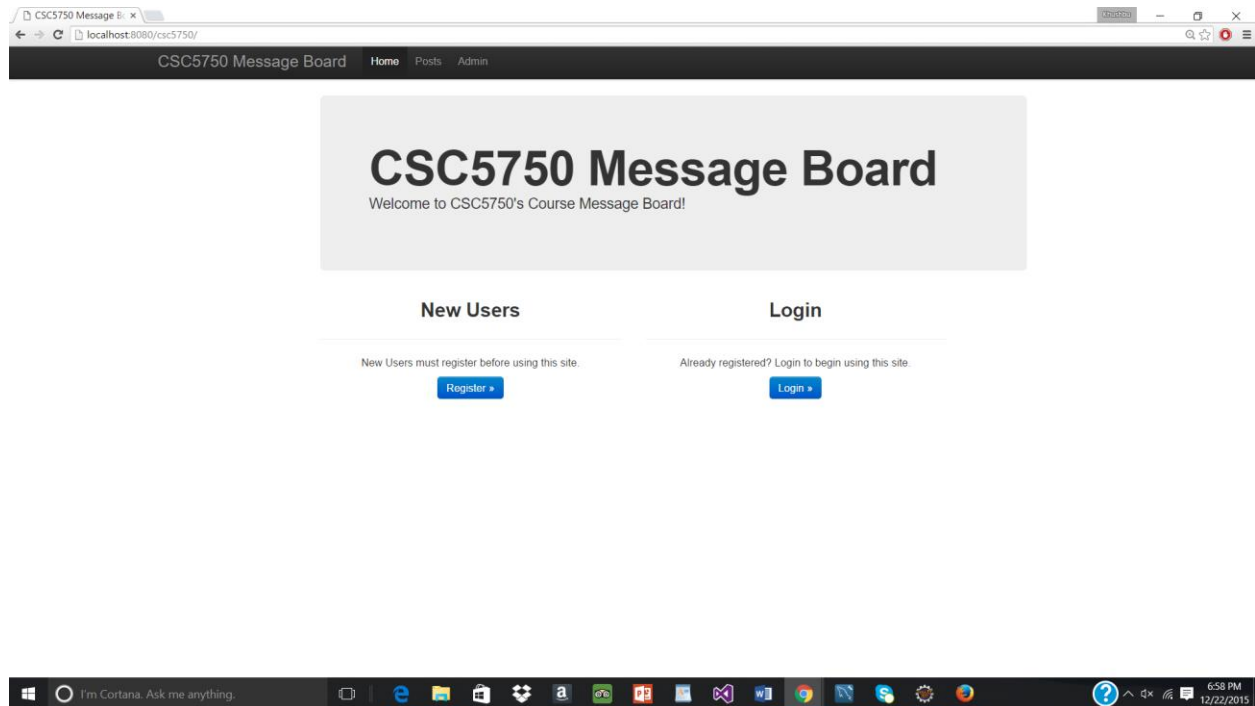 CSC5750 Message Bo
Khushbu
localhost:8080/csc5750/
CSC5750 Message Board Home Posts Admin
CSC5750 Message Board
Welcome to CSC5750's Course Message Board!
New Users
New Users must register before using this site.
Register »
Login
Already registered? Login to begin using this site.
Login »
I'm Cortana. Ask me anything.
6:58 PM
12/22/2015